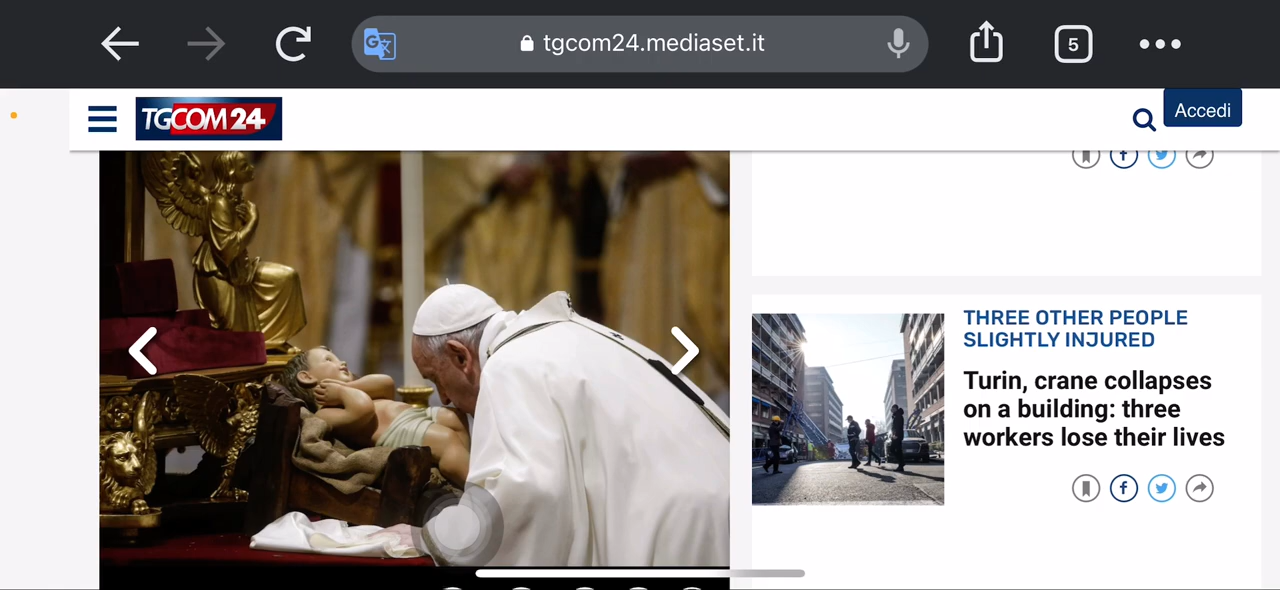 tgcom24.mediaset.it
5
TGCOM24
Accedi
THREE OTHER PEOPLE
SLIGHTLY INJURED
Turin, crane collapses
on a building: three
workers lose their lives